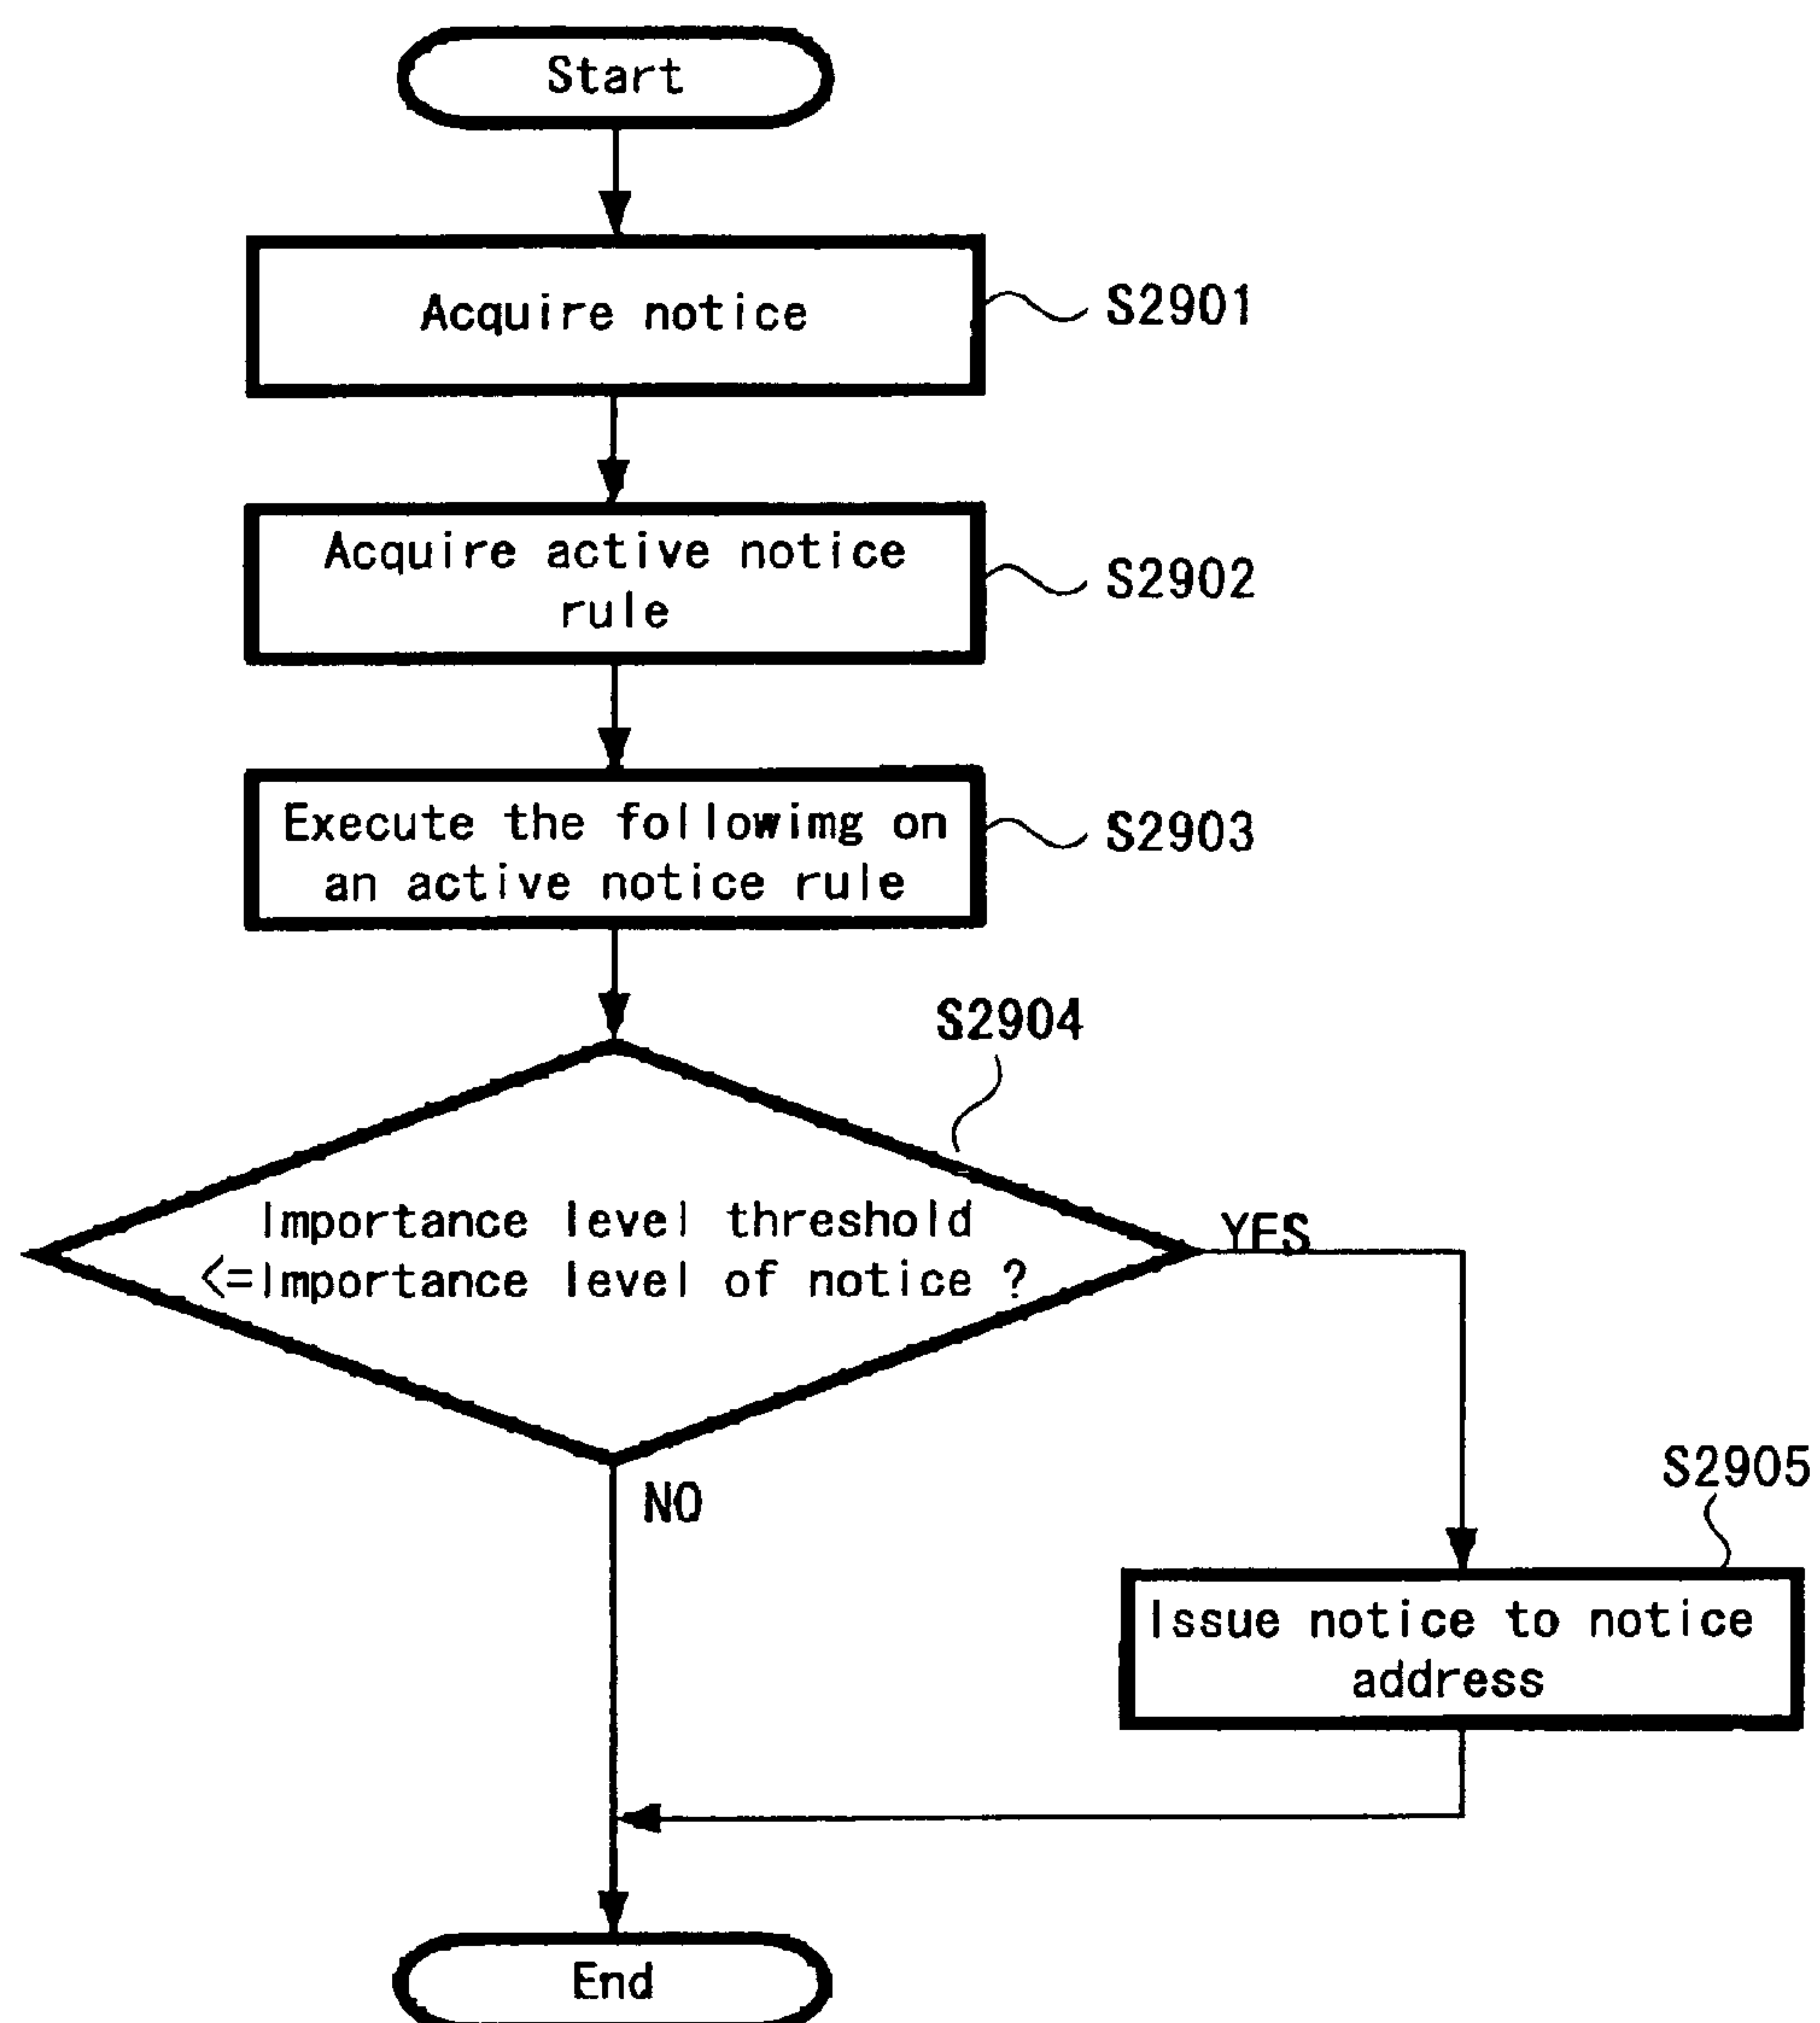 Start
Acquire notice
S2901
Acquire active notice
rule
S2902
Execute the followimg on
an active notice rule
S2903
S2904
Importance level threshold
<=Importance level of notice ?
YES
NO
S2905
Issue notice to notice
address
End